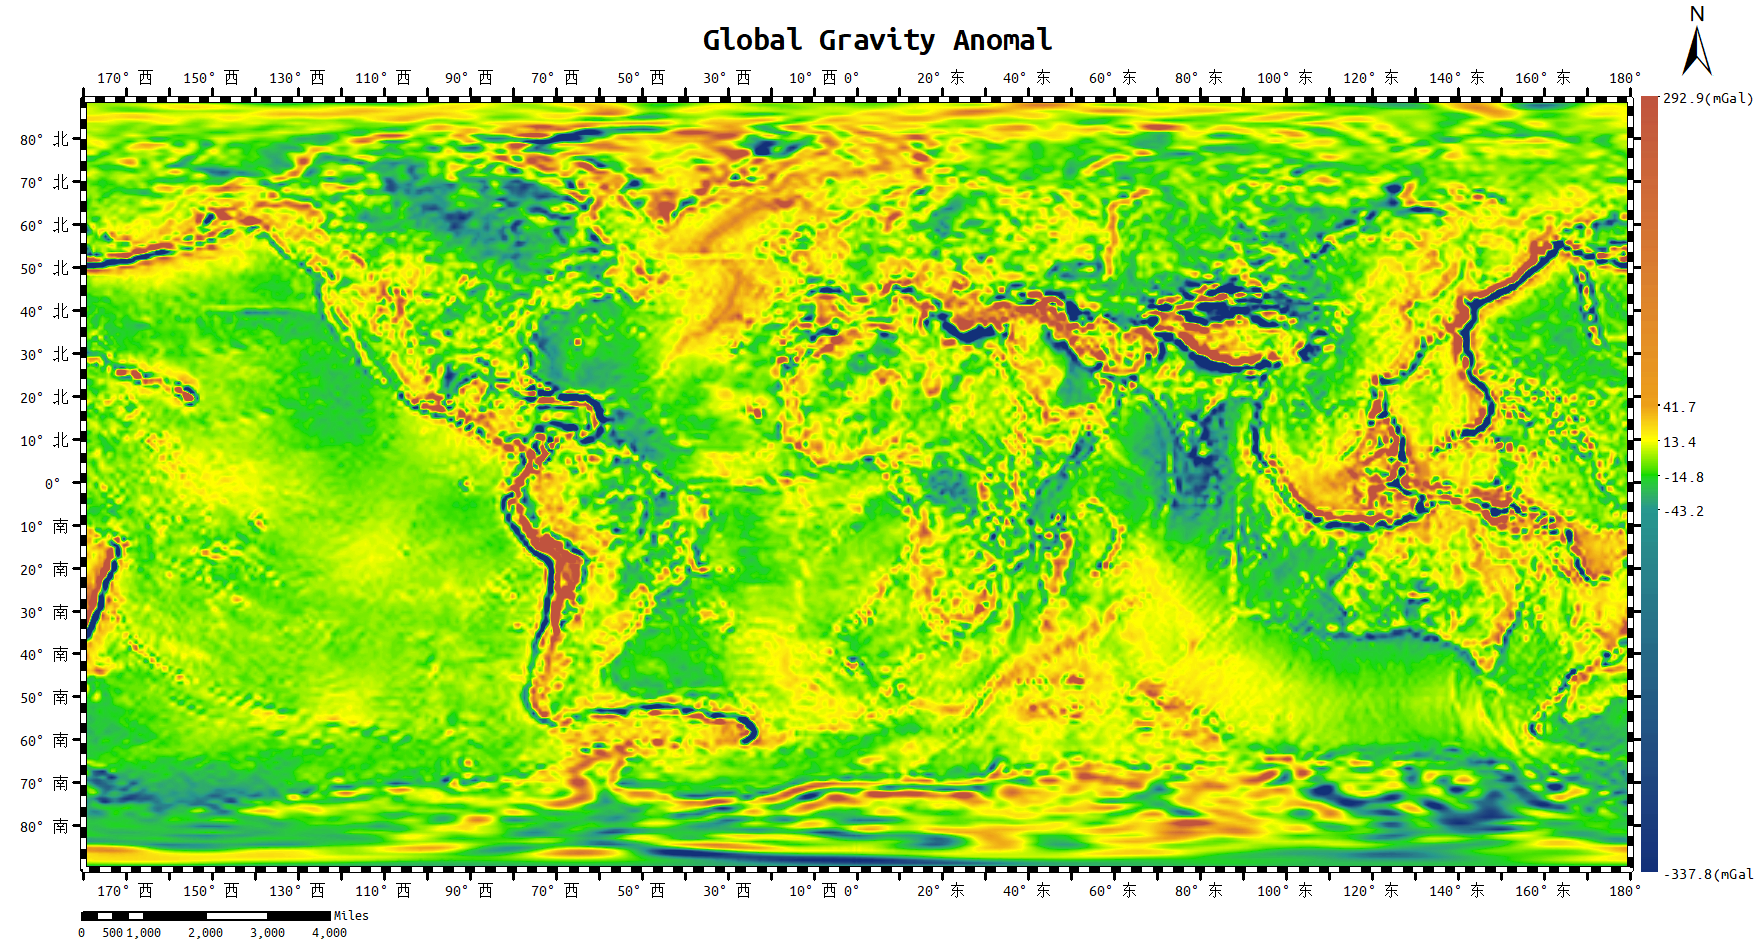 N
Global Gravity Anomal
170° 西 150° 西 130° 西 110° 西 90° 西 70° 西 50° 西 30° 西 10° 西 0° 20° 东 40° 东 60° 东 80° 东 100° 东 120° 东 140° 东 160° 东 180°
292.9(mGal)
80° 北
70° 北
60° 北
50° 北
40° 北
30° 北
20° 北
41.7
10° 北
13.4
0°
-14.8
-43.2
10° 南
20° 南
30° 南
40° 南
50° 南
60° 南
70° 南
80° 南
-337.8(mGal
170° 西 150° 西 130° 西 110° 西 90° 西 70° 西 50° 西 30° 西 10° 西 0° 20° 东 40° 东 60° 东 80° 东 100° 东 120° 东 140° 东 160° 东 180°
Miles
0 500 1,000 2,000 3,000 4,000